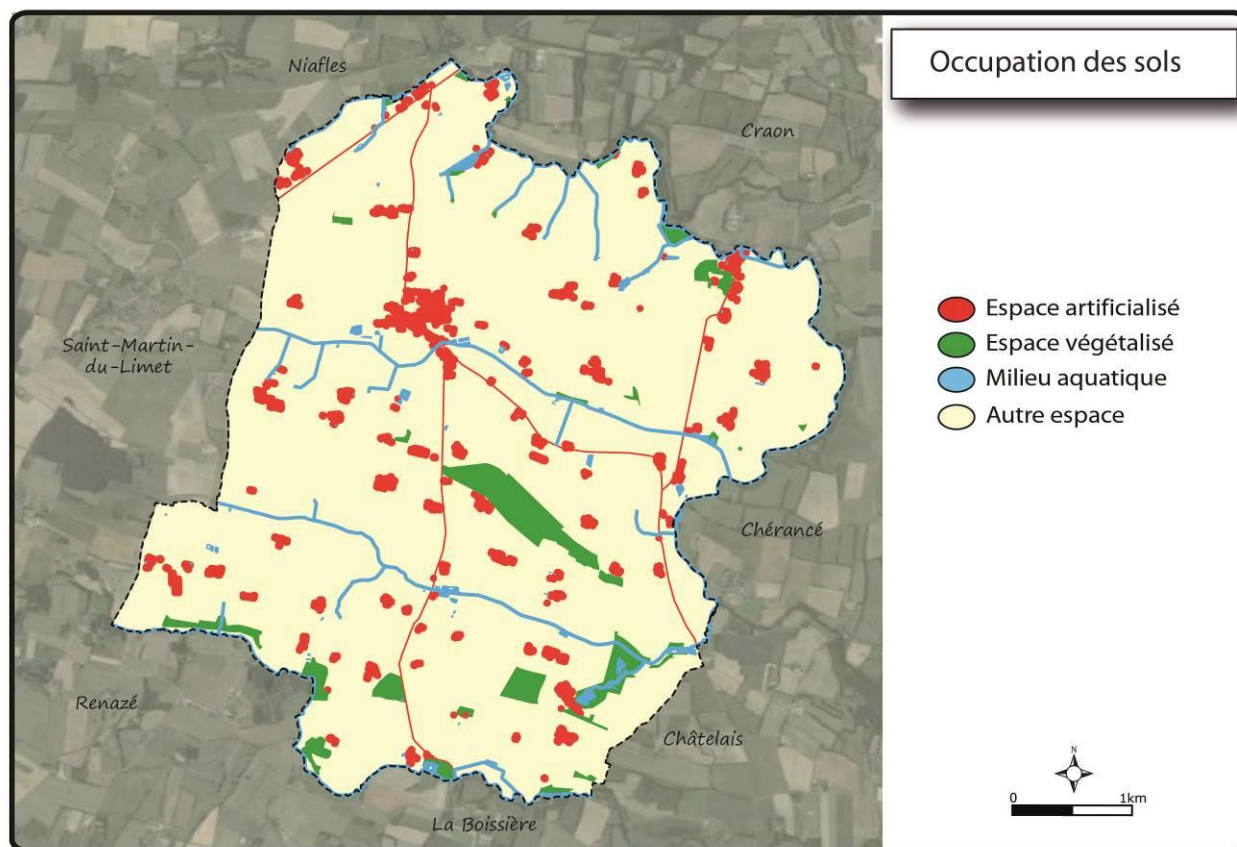 Occupation des sols
Niafles
Craon
Saint-Martin-
du-Limet
Espace artificialisé
Espace végétalisé
Milieu aquatique
Autre espace
Chérancé
Renazé
Châtelais
La Boissière
N
0 1km